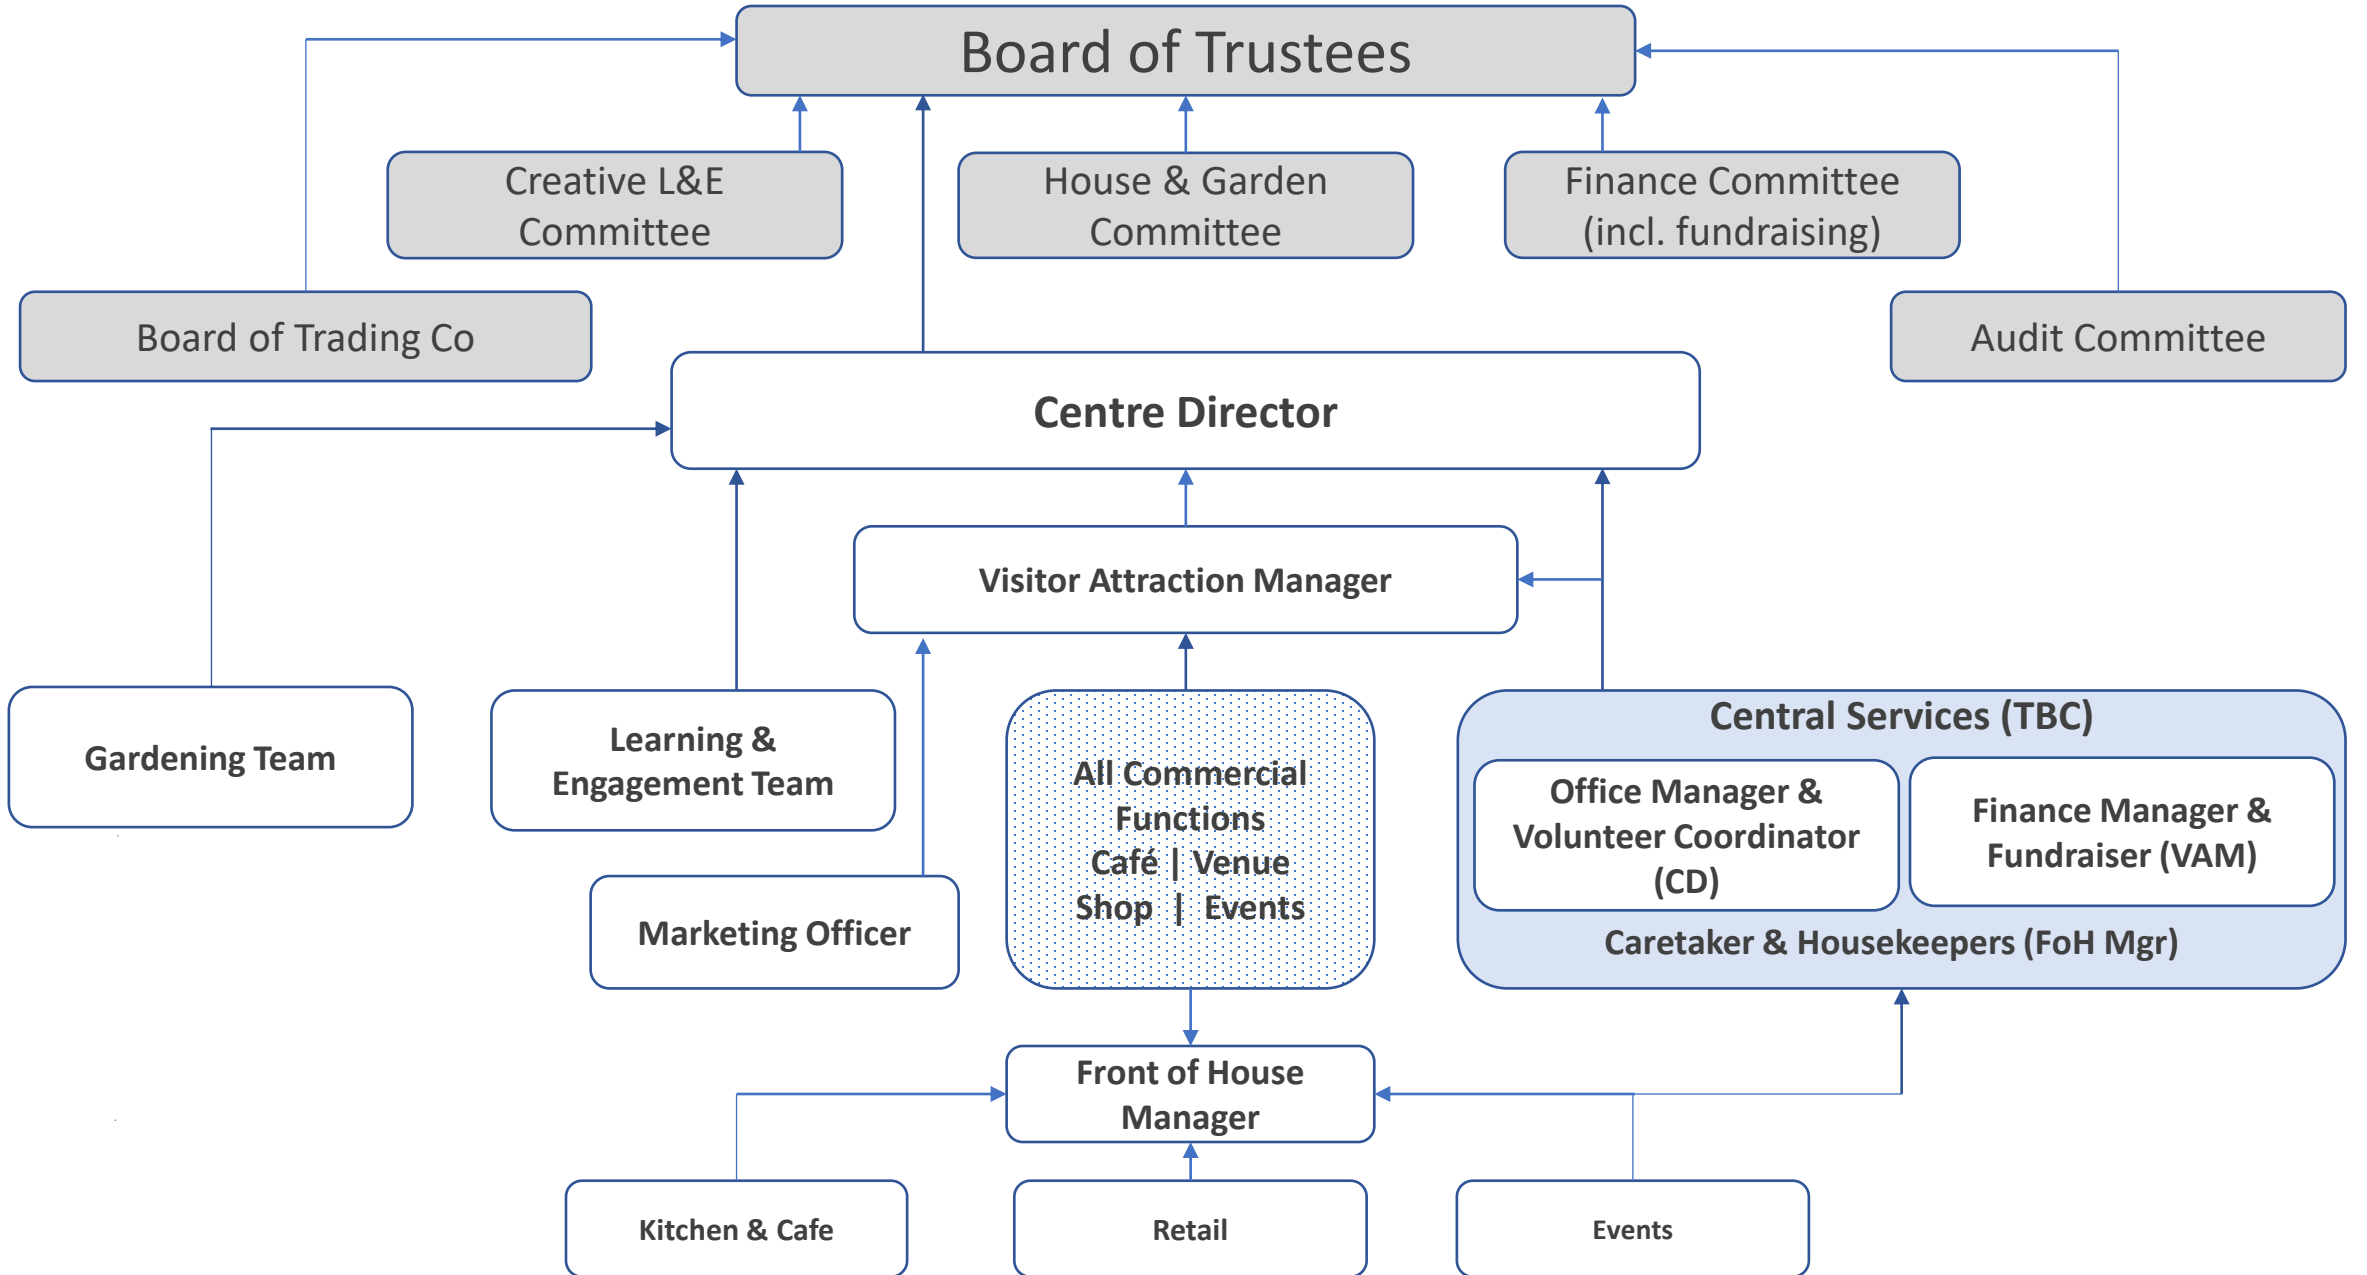 Board of Trustees
Creative L&E
Committee
House & Garden
Committee
Finance Committee
(incl. fundraising)
Board of Trading Co
Audit Committee
Centre Director
Visitor Attraction Manager
Gardening Team
Learning &
Engagement Team
Marketing Officer
All Commercial
Functions
Café | Venue
Shop | Events
Central Services (TBC)
Office Manager &
Volunteer Coordinator
(CD)
Finance Manager &
Fundraiser (VAM)
Caretaker & Housekeepers (FoH Mgr)
Front of House
Manager
Kitchen & Cafe
Retail
Events